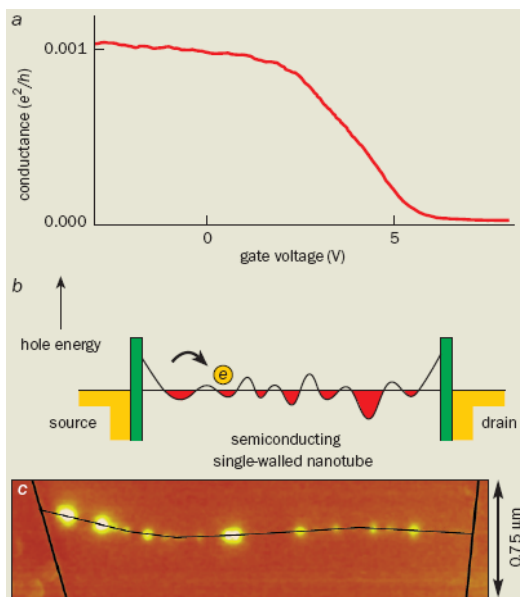 a
0.001
conductance (e²/h)
0.000
0
5
gate voltage (V)
b
hole energy
e
source
drain
semiconducting
single-walled nanotube
c
0.75 µm